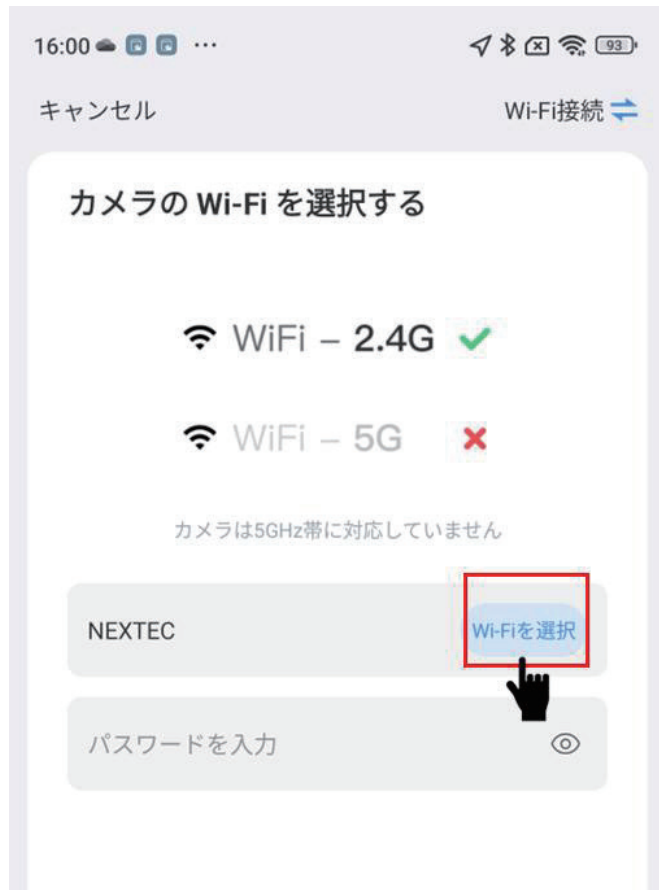 16:00
93
キャンセル
Wi-Fi接続
カメラの Wi-Fi を選択する
WiFi – 2.4G
WiFi – 5G
カメラは5GHz帯に対応していません
NEXTEC
Wi-Fiを選択
パスワードを入力